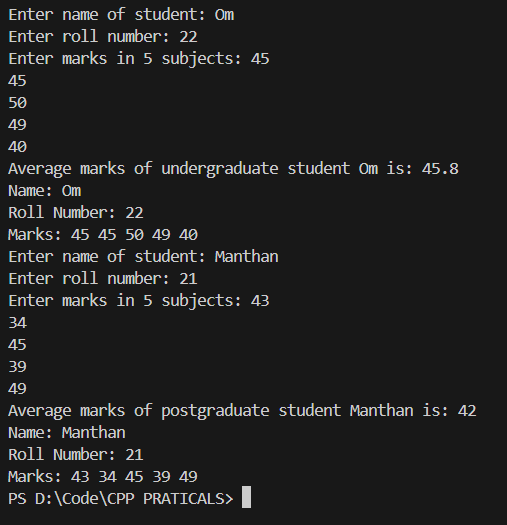 Enter name of student: Om
Enter roll number: 22
Enter marks in 5 subjects: 45
45
50
49
40
Average marks of undergraduate student Om is: 45.8
Name: Om
Roll Number: 22
Marks: 45 45 50 49 40
Enter name of student: Manthan
Enter roll number: 21
Enter marks in 5 subjects: 43
34
45
39
49
Average marks of postgraduate student Manthan is: 42
Name: Manthan
Roll Number: 21
Marks: 43 34 45 39 49
PS D:\Code\CPP PRATICALS>